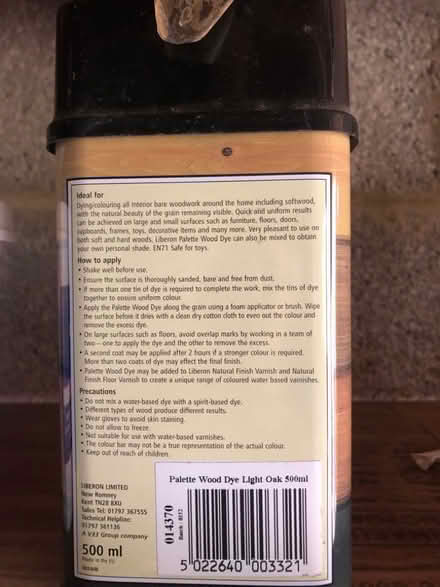 Ideal for
Dying/colouring all interior bare woodwork around the home including softwood,
with the natural beauty of the grain remaining visible. Quick and uniform results
can be achieved on large and small surfaces such as furniture, floors, doors,
cupboards, frames, toys, decorative items and many more. Very pleasant to use on
both soft and hard woods. Liberon Palette Wood Dye can also be mixed to obtain
your own personal shade. EN71 Safe for toys.
How to apply
• Shake well before use.
• Ensure the surface is thoroughly sanded, bare and free from dust.
• If more than one tin of dye is required to complete the work, mix the tins of dye
together to ensure uniform colour.
• Apply the Palette Wood Dye along the grain using a foam applicator or brush. Wipe
the surface before it dries with a clean dry cotton cloth to even out the colour and
remove the excess dye.
• On large surfaces such as floors, avoid overlap marks by working in a team of
two—one to apply the dye and the other to remove the excess.
• A second coat may be applied after 2 hours if a stronger colour is required.
More than two coats of dye may effect the final finish.
• Palette Wood Dye may be added to Liberon Natural Finish Varnish and Natural
Finish Floor Varnish to create a unique range of coloured water based varnishes.
Precautions
• Do not mix a water-based dye with a spirit-based dye.
• Different types of wood produce different results.
• Wear gloves to avoid skin staining.
• Do not allow to freeze.
• Not suitable for use with water-based varnishes.
• The colour bar may not be a true representation of the actual colour.
• Keep out of reach of children.
LIBERON LIMITED
New Romney
Kent TN28 8XU
Sales Tel: 01797 367555
Technical Helpline:
01797 361136
A V.F.T Group company
500 ml
Made in the EU
Palette Wood Dye Light Oak 500ml
014370
Batch : 8152
5 022640 003321